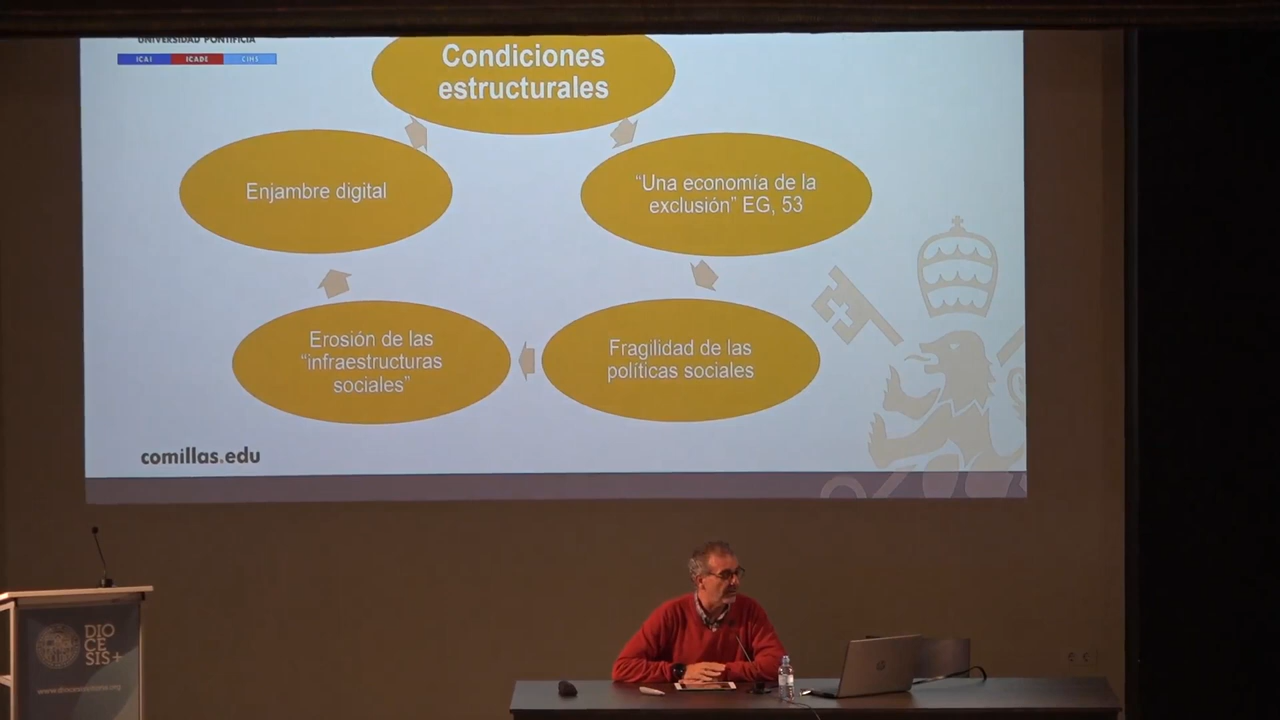 UNIVERSIDAD PONTIFICIA
ICAI ICADE CIHS
Condiciones
estructurales
Enjambre digital
“Una economía de la
exclusión” EG, 53
Erosión de las
“infraestructuras
sociales”
Fragilidad de las
políticas sociales
comillas.edu
DIO
CE
SIS+